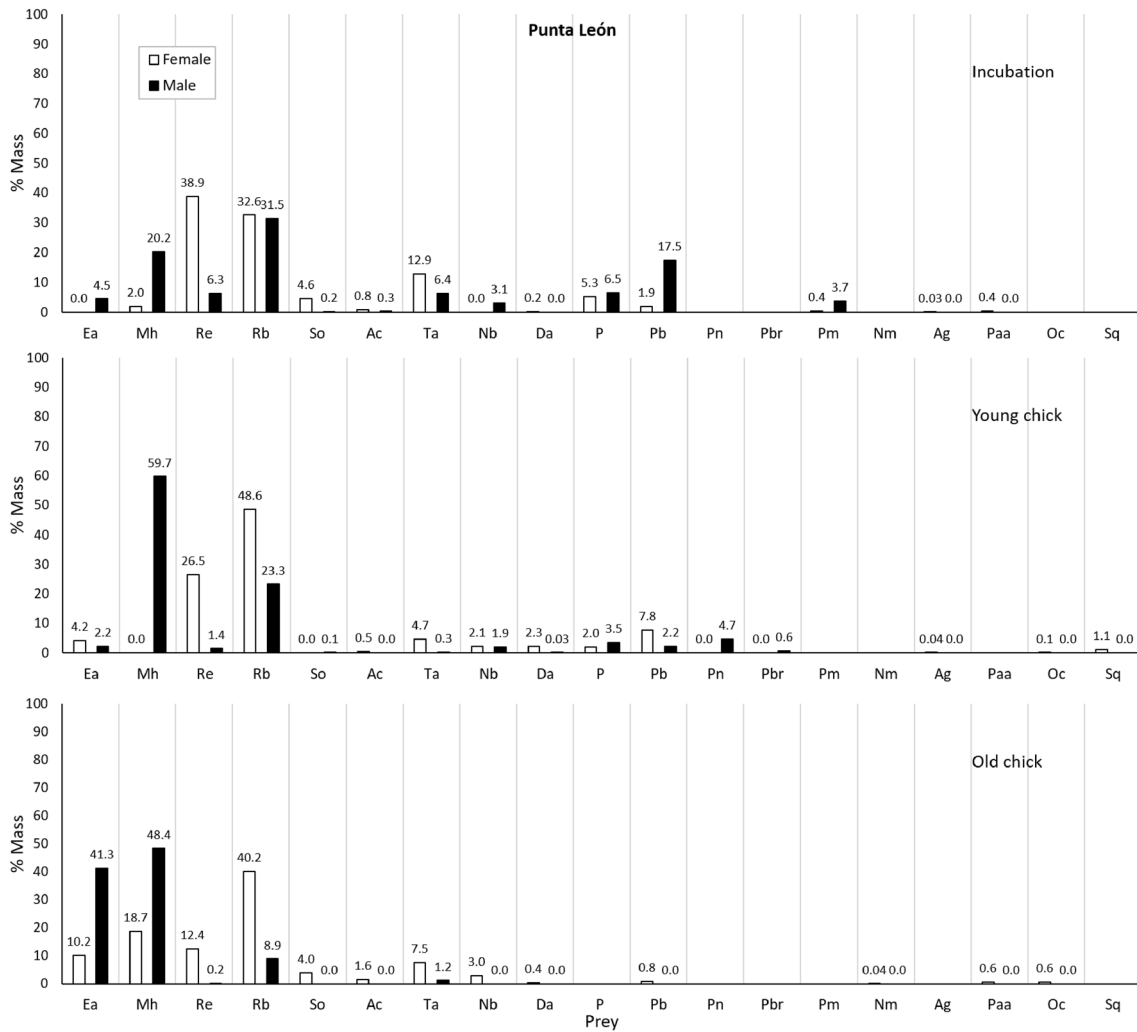 Punta León
Female
Male
Incubation
% Mass
100
90
80
70
60
50
40
30
20
10
0
0.0 4.5 2.0 20.2 38.9 6.3 32.6 31.5 4.6 0.2 0.8 0.3 12.9 6.4 0.0 3.1 0.2 0.0 5.3 6.5 1.9 17.5 0.4 3.7 0.03 0.0 0.4 0.0
Ea Mh Re Rb So Ac Ta Nb Da P Pb Pn Pbr Pm Nm Ag Paa Oc Sq
Young chick
% Mass
100
90
80
70
60
50
40
30
20
10
0
4.2 2.2 0.0 59.7 26.5 1.4 48.6 23.3 0.0 0.1 0.5 0.0 4.7 0.3 2.1 1.9 2.3 0.03 2.0 3.5 7.8 2.2 0.0 4.7 0.0 0.6 0.04 0.0 0.1 0.0 1.1 0.0
Ea Mh Re Rb So Ac Ta Nb Da P Pb Pn Pbr Pm Nm Ag Paa Oc Sq
Old chick
% Mass
100
90
80
70
60
50
40
30
20
10
0
10.2 41.3 18.7 48.4 12.4 0.2 40.2 8.9 4.0 0.0 1.6 0.0 7.5 1.2 3.0 0.0 0.4 0.0 0.8 0.0 0.04 0.0 0.6 0.0 0.6 0.0
Ea Mh Re Rb So Ac Ta Nb Da P Pb Pn Pbr Pm Nm Ag Paa Oc Sq
Prey